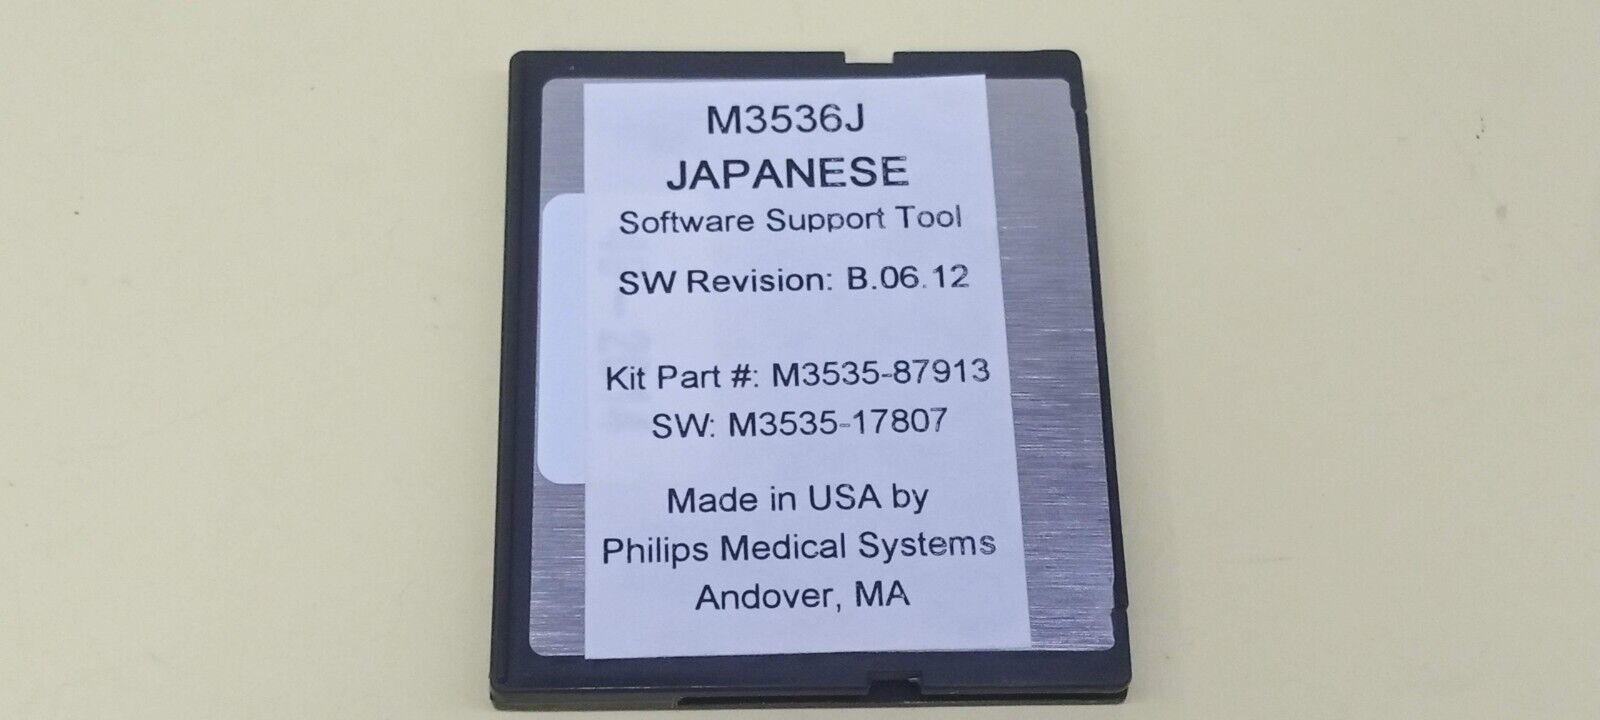 M3536J
JAPANESE
Software Support Tool
SW Revision: B.06.12
Kit Part #: M3535-87913
SW: M3535-17807
Made in USA by
Philips Medical Systems
Andover, MA